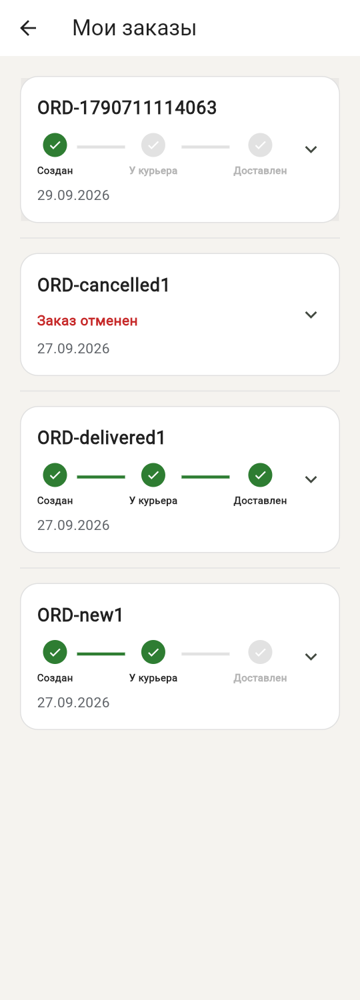 Мои заказы
ORD-1790711114063
Создан У курьера Доставлен
29.09.2026
ORD-cancelled1
Заказ отменен
27.09.2026
ORD-delivered1
Создан У курьера Доставлен
27.09.2026
ORD-new1
Создан У курьера Доставлен
27.09.2026